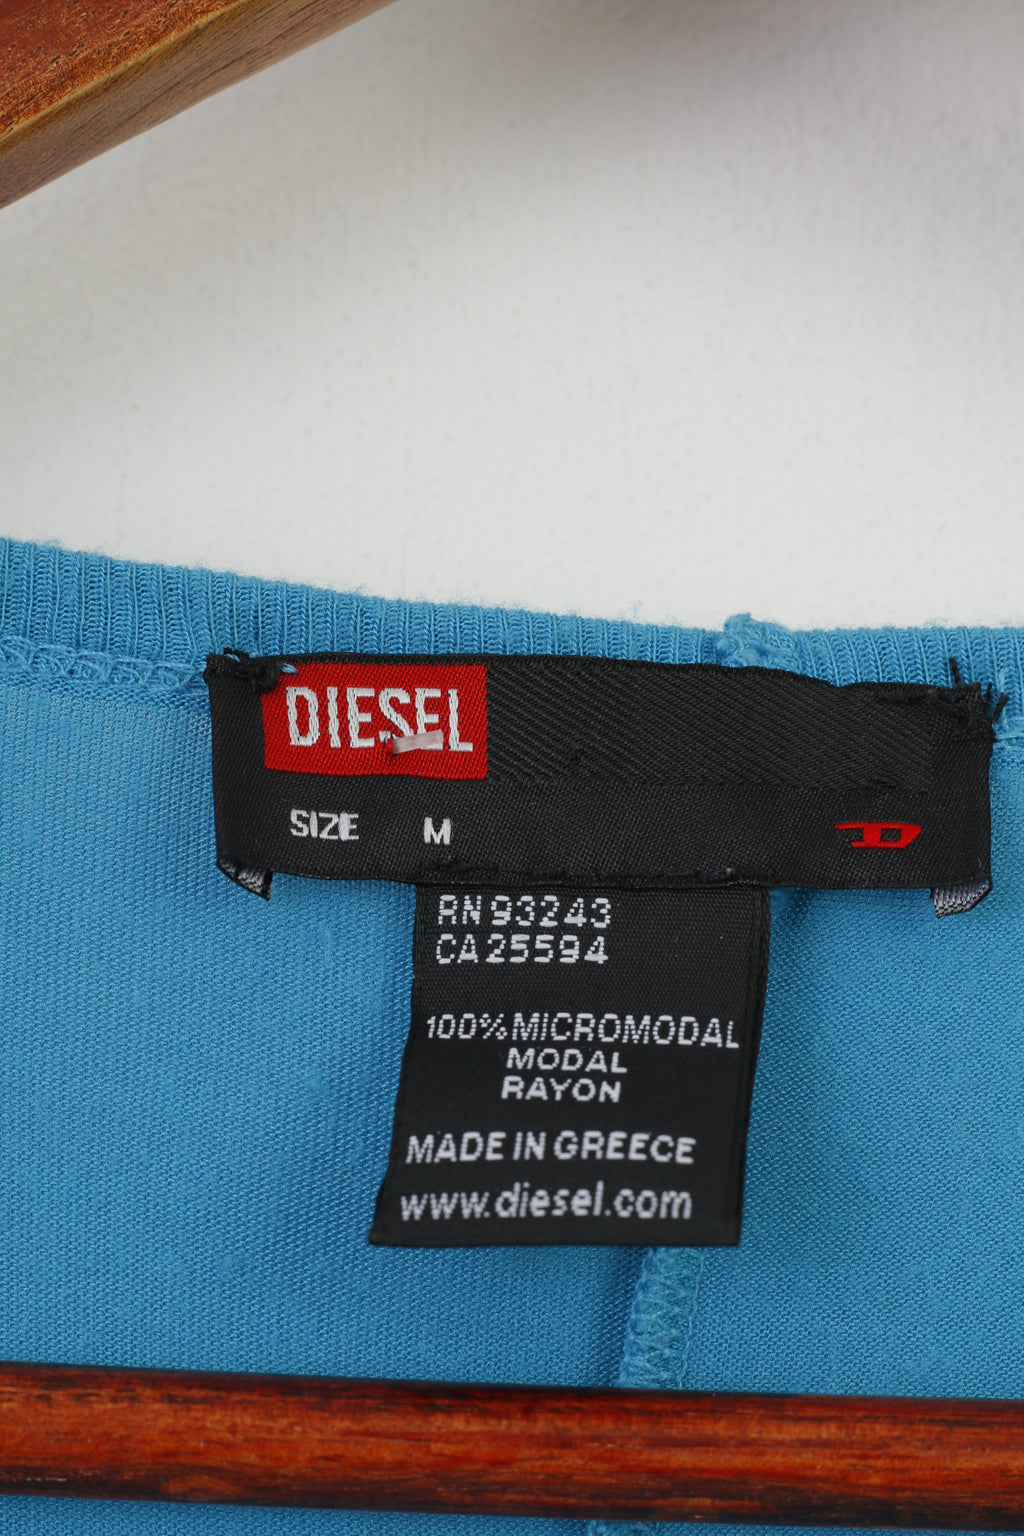 DIESEL
SIZE M
D
RN 93243
CA 25594
100% MICROMODAL
MODAL
RAYON
MADE IN GREECE
www.diesel.com